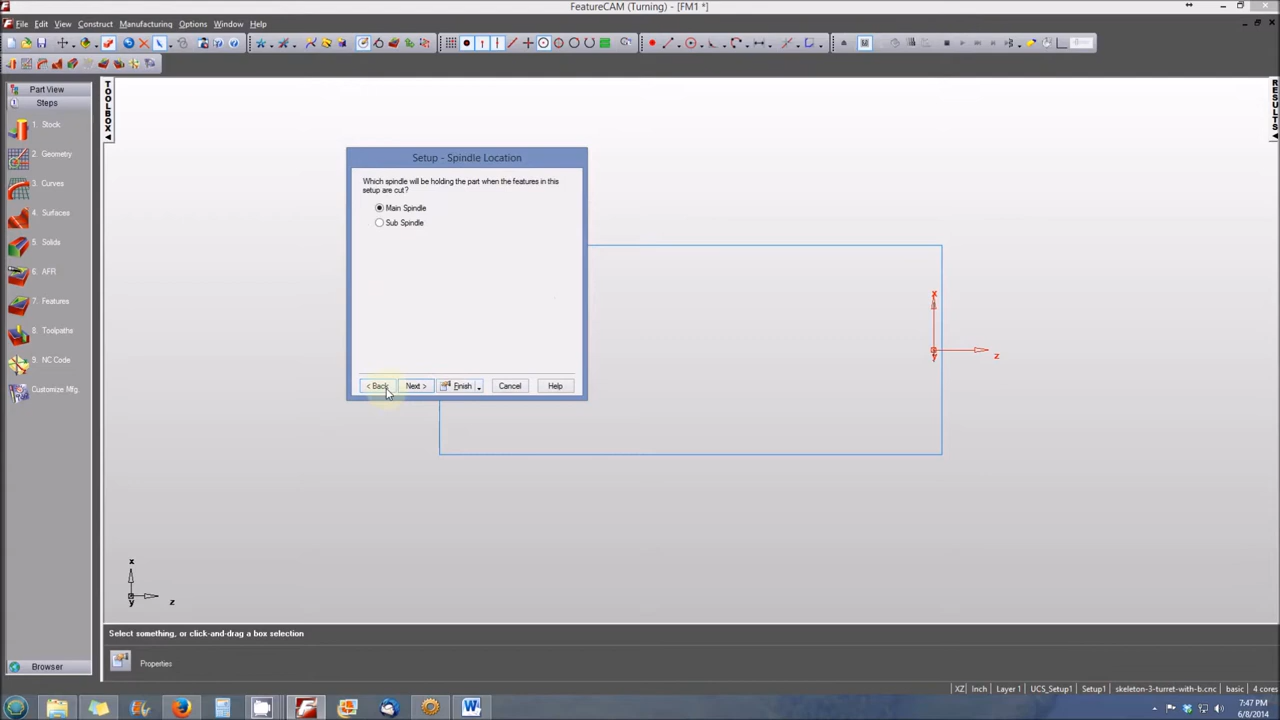 FeatureCAM (Turning) - [FM1 *]
File Edit View Construct Manufacturing Options Window Help
Part View
Steps
TOOLBOX
RESULTS
1. Stock
2. Geometry
3. Curves
4. Surfaces
5. Solids
6. AFR
7. Features
8. Toolpaths
9. NC Code
Customize Mfg.
Setup - Spindle Location
Which spindle will be holding the part when the features in this
setup are cut?
Main Spindle
Sub Spindle
< Back Next > Finish Cancel Help
x
z
y
x
z
y
Select something, or click-and-drag a box selection
Browser
Properties
XZ Inch Layer 1 UCS_Setup1 Setup1 skeleton-3-turret-with-b.cnc basic 4 cores
7:47 PM
6/8/2014